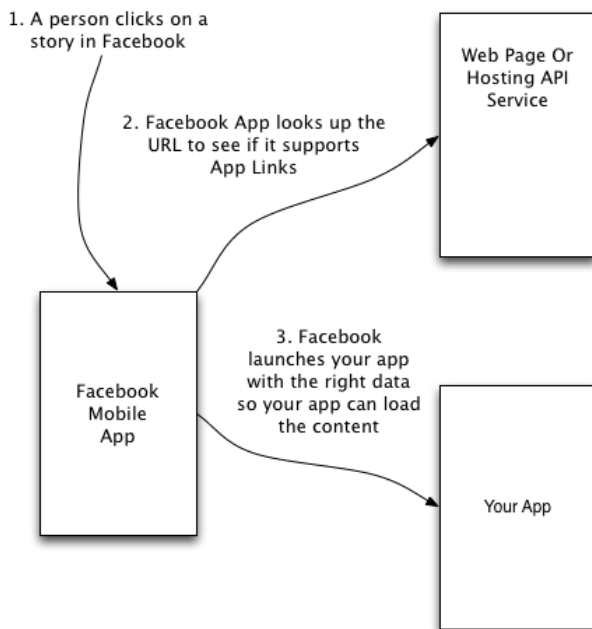 1. A person clicks on a
story in Facebook
Web Page Or
Hosting API
Service
2. Facebook App looks up the
URL to see if it supports
App Links
3. Facebook
launches your app
with the right data
so your app can load
the content
Facebook
Mobile
App
Your App